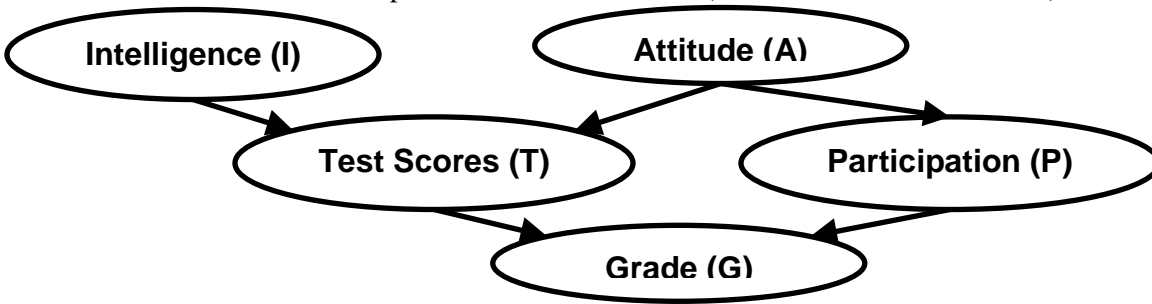 Intelligence (I)
Attitude (A)
Test Scores (T)
Participation (P)
Grade (G)